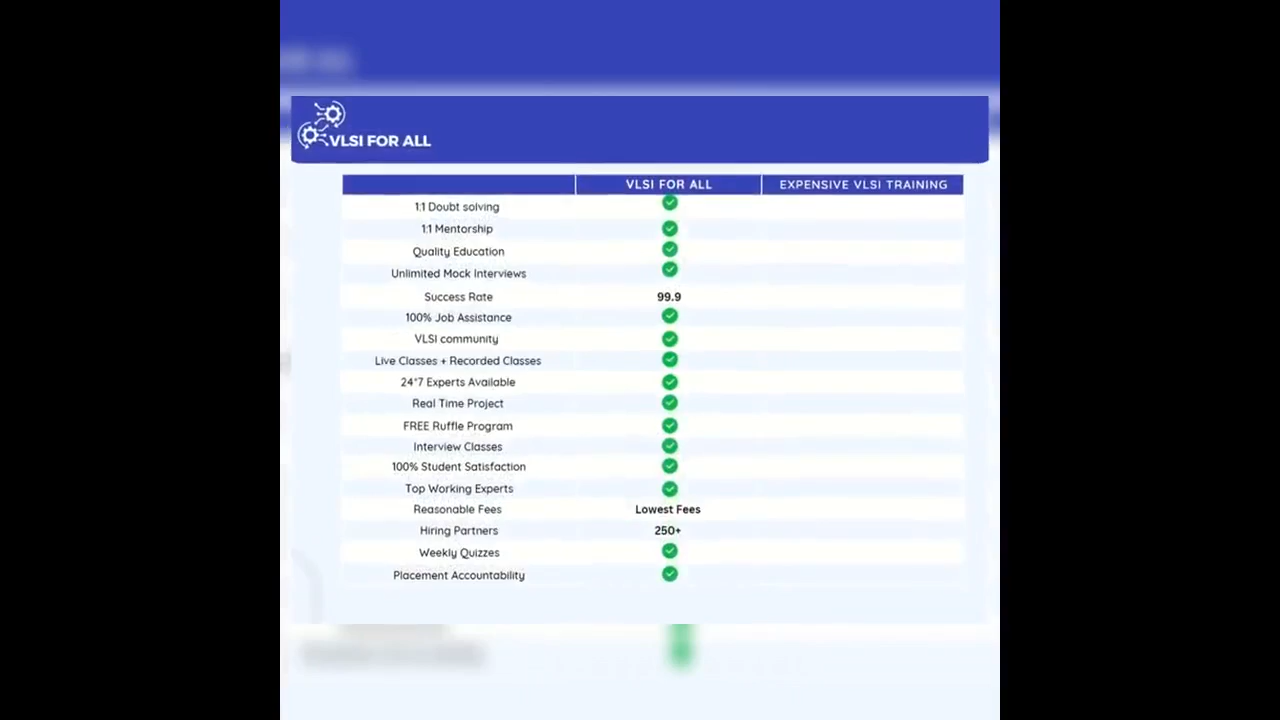 VLSI FOR ALL
VLSI FOR ALL EXPENSIVE VLSI TRAINING
1:1 Doubt solving
1:1 Mentorship
Quality Education
Unlimited Mock Interviews
Success Rate 99.9
100% Job Assistance
VLSI community
Live Classes + Recorded Classes
24*7 Experts Available
Real Time Project
FREE Ruffle Program
Interview Classes
100% Student Satisfaction
Top Working Experts
Reasonable Fees Lowest Fees
Hiring Partners 250+
Weekly Quizzes
Placement Accountability